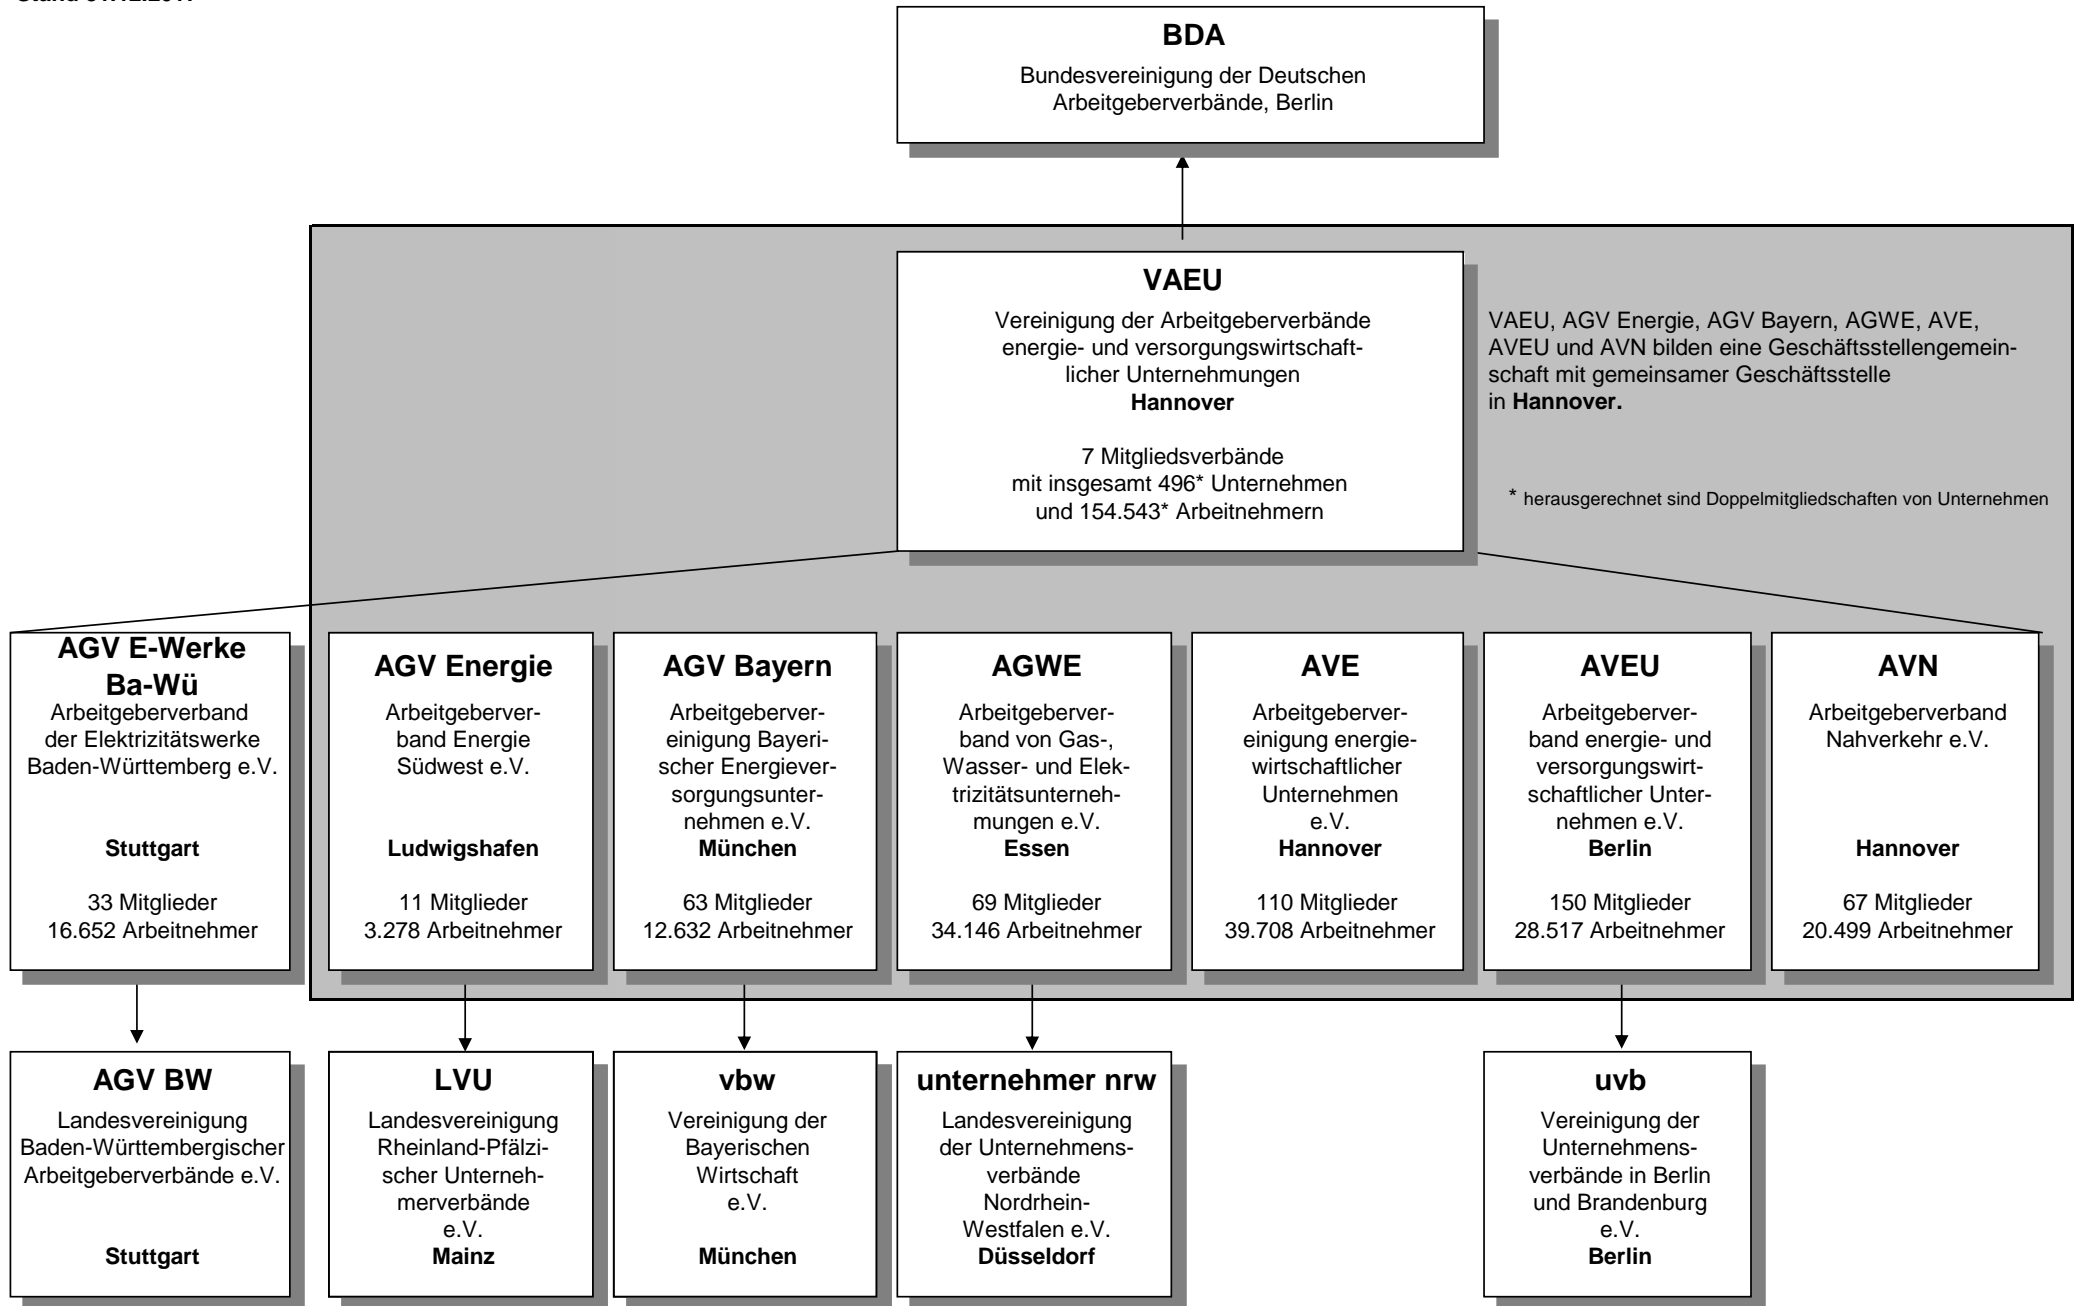 BDA
Bundesvereinigung der Deutschen
Arbeitgeberverbände, Berlin
VAEU
Vereinigung der Arbeitgeberverbände
energie- und versorgungswirtschaft-
licher Unternehmungen
Hannover
7 Mitgliedsverbände
mit insgesamt 496* Unternehmen
und 154.543* Arbeitnehmern
VAEU, AGV Energie, AGV Bayern, AGWE, AVE,
AVEU und AVN bilden eine Geschäftsstellengemein-
schaft mit gemeinsamer Geschäftsstelle
in Hannover.
* herausgerechnet sind Doppelmitgliedschaften von Unternehmen
AGV E-Werke
Ba-Wü
Arbeitgeberverband
der Elektrizitätswerke
Baden-Württemberg e.V.
Stuttgart
33 Mitglieder
16.652 Arbeitnehmer
AGV Energie
Arbeitgeberver-
band Energie
Südwest e.V.
Ludwigshafen
11 Mitglieder
3.278 Arbeitnehmer
AGV Bayern
Arbeitgeberver-
einigung Bayeri-
scher Energiever-
sorgungsunter-
nehmen e.V.
München
63 Mitglieder
12.632 Arbeitnehmer
AGWE
Arbeitgeberver-
band von Gas-,
Wasser- und Elek-
trizitätsunterneh-
mungen e.V.
Essen
69 Mitglieder
34.146 Arbeitnehmer
AVE
Arbeitgeberver-
einigung energie-
wirtschaftlicher
Unternehmen
e.V.
Hannover
110 Mitglieder
39.708 Arbeitnehmer
AVEU
Arbeitgeberver-
band energie- und
versorgungswirt-
schaftlicher Unter-
nehmen e.V.
Berlin
150 Mitglieder
28.517 Arbeitnehmer
AVN
Arbeitgeberverband
Nahverkehr e.V.
Hannover
67 Mitglieder
20.499 Arbeitnehmer
AGV BW
Landesvereinigung
Baden-Württembergischer
Arbeitgeberverbände e.V.
Stuttgart
LVU
Landesvereinigung
Rheinland-Pfälzi-
scher Unterneh-
merverbände
e.V.
Mainz
vbw
Vereinigung der
Bayerischen
Wirtschaft
e.V.
München
unternehmer nrw
Landesvereinigung
der Unternehmens-
verbände
Nordrhein-
Westfalen e.V.
Düsseldorf
uvb
Vereinigung der
Unternehmens-
verbände in Berlin
und Brandenburg
e.V.
Berlin